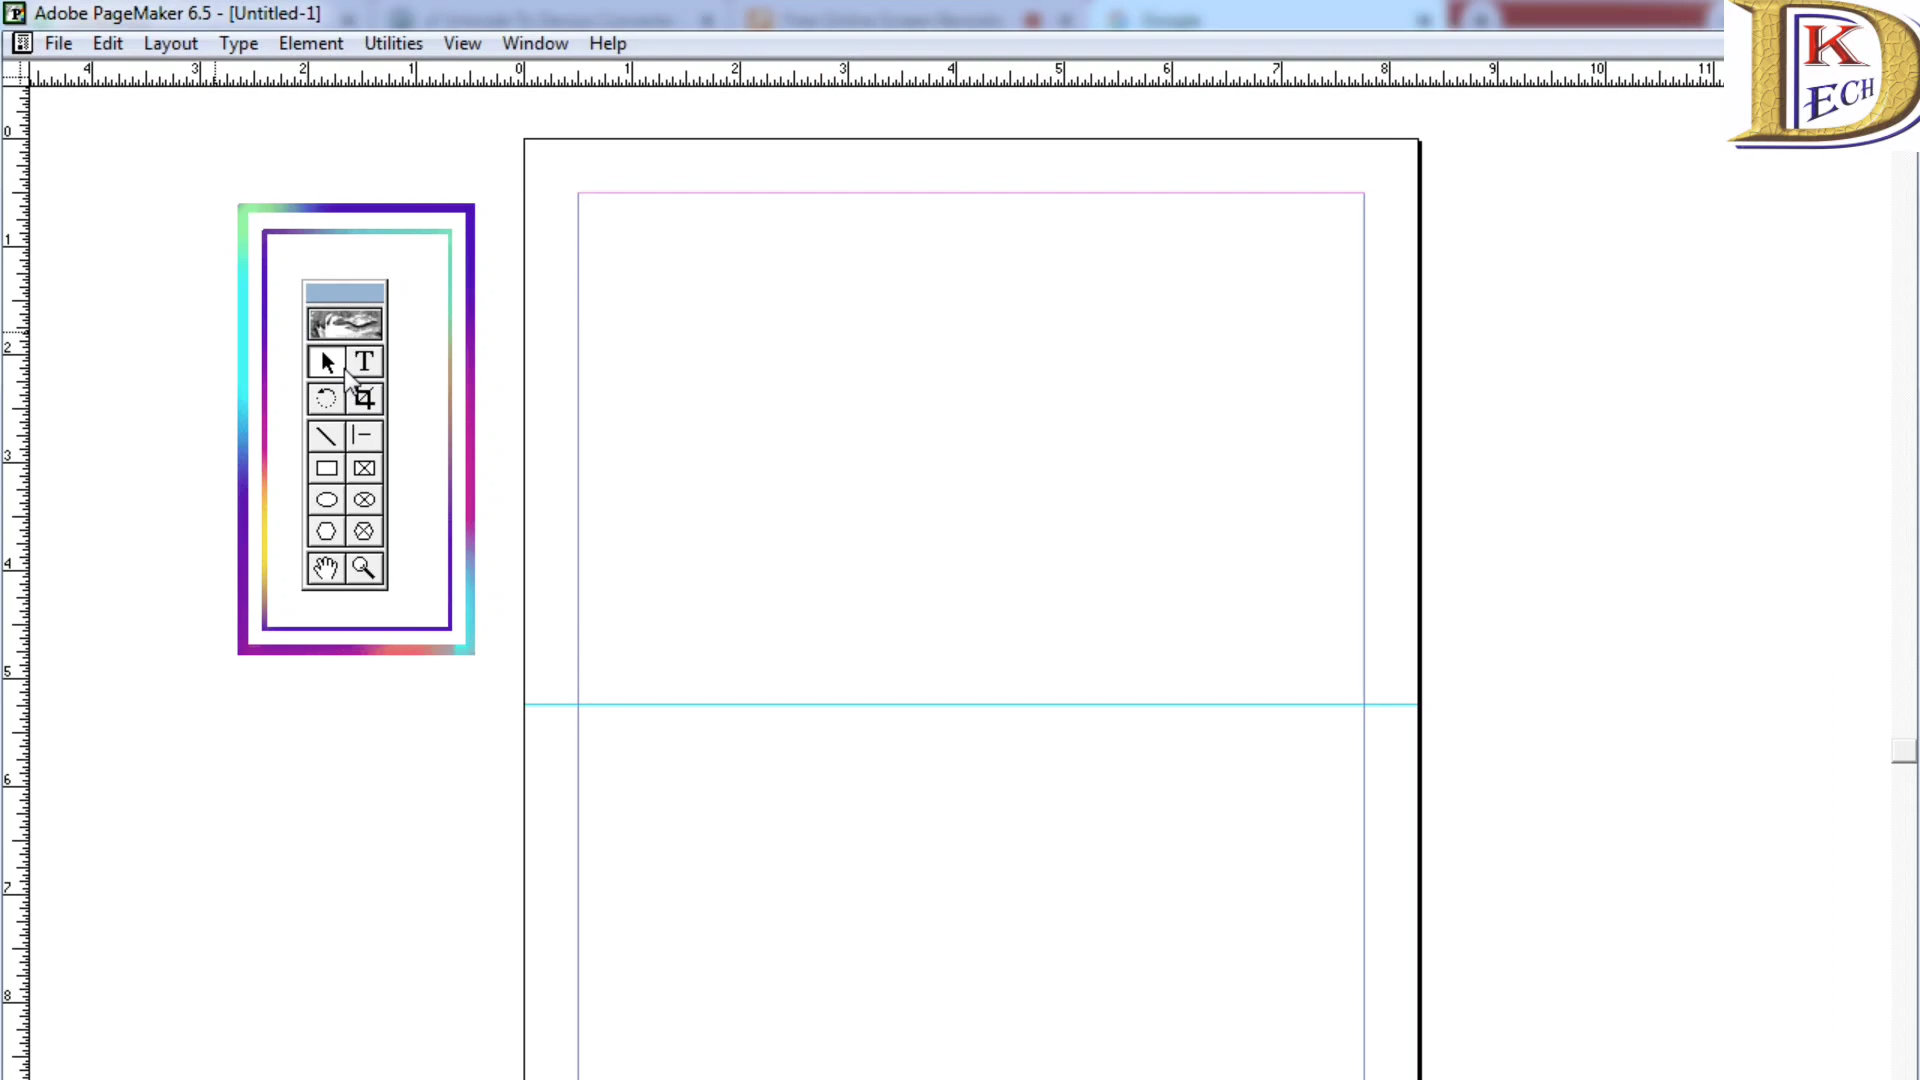 Adobe PageMaker 6.5 - [Untitled-1]
File Edit Layout Type Element Utilities View Window Help
4 3 2 1 0 1 2 3 4 5 6 7 8 9 10 11
K
ECH
D
T
0
1
2
3
4
5
6
7
8